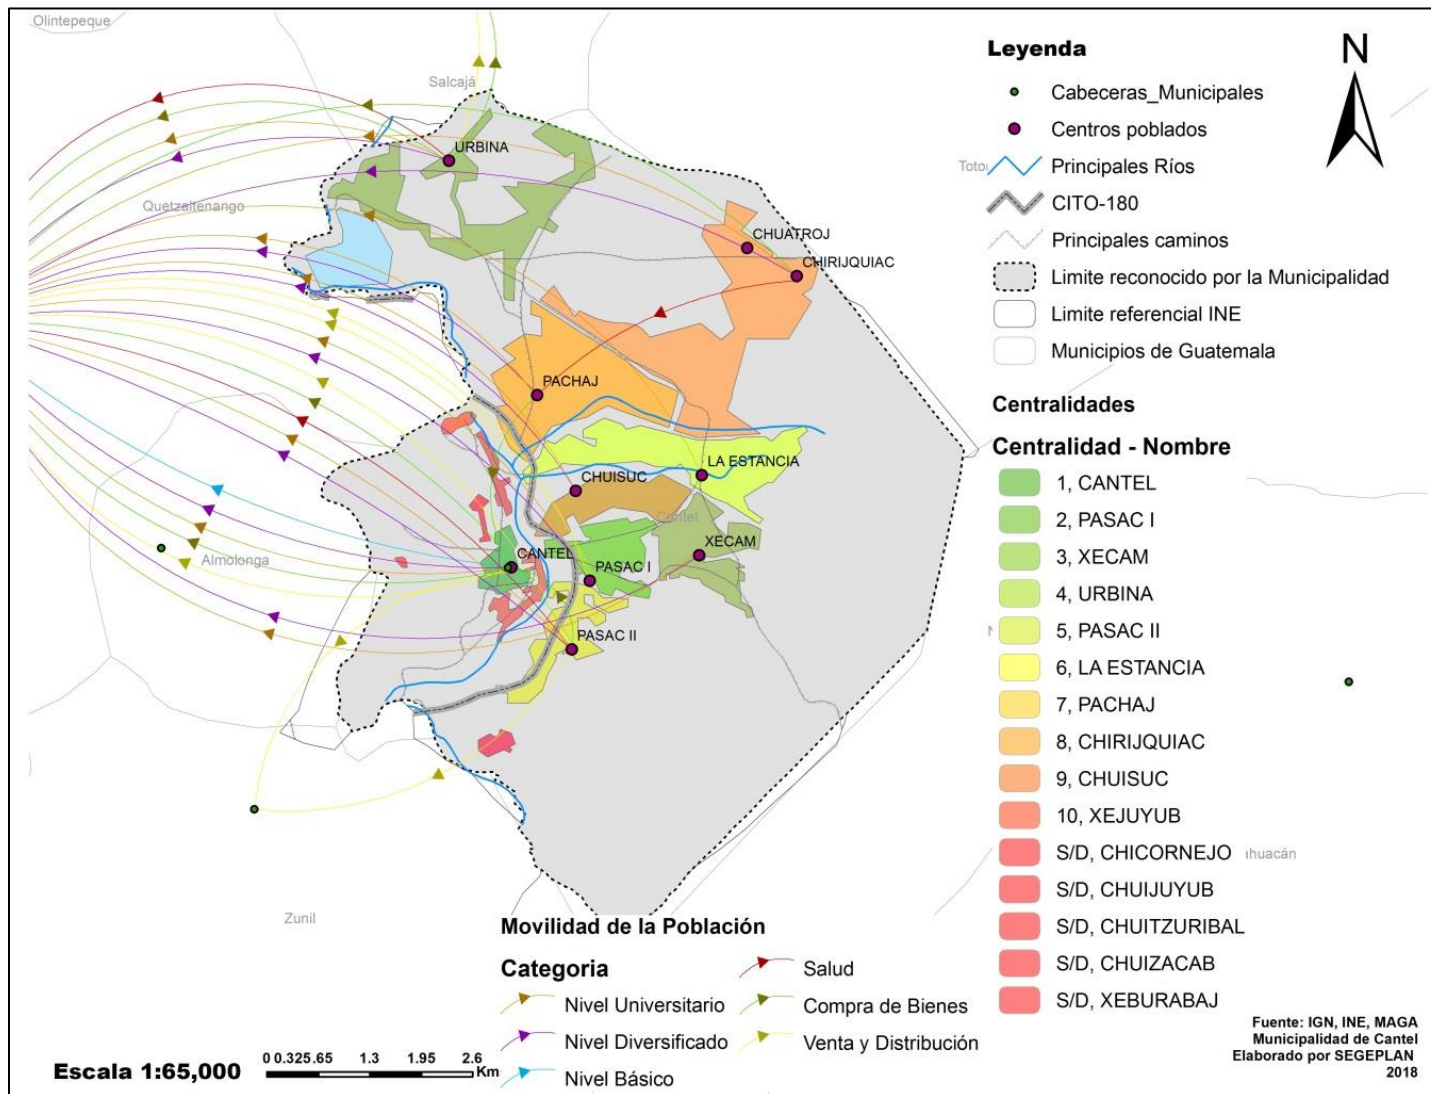 Olintepeque
Salcajá
Quetzaltenango
Almolonga
Zunil
URBINA
CHUATROJ
CHIRIJQUIAC
PACHAJ
LA ESTANCIA
CHUISUC
Cantel
XECAM
CANTEL
PASAC I
PASAC II
ahuacán
N
Leyenda
Cabeceras_Municipales
Centros poblados
Principales Ríos
CITO-180
Principales caminos
Limite reconocido por la Municipalidad
Limite referencial INE
Municipios de Guatemala
Centralidades
Centralidad - Nombre
1, CANTEL
2, PASAC I
3, XECAM
4, URBINA
5, PASAC II
6, LA ESTANCIA
7, PACHAJ
8, CHIRIJQUIAC
9, CHUISUC
10, XEJUYUB
S/D, CHICORNEJO
S/D, CHUIJUYUB
S/D, CHUITZURIBAL
S/D, CHUIZACAB
S/D, XEBURABAJ
Movilidad de la Población
Categoria
Nivel Universitario
Nivel Diversificado
Nivel Básico
Salud
Compra de Bienes
Venta y Distribución
Escala 1:65,000
0 0.325.65 1.3 1.95 2.6
Km
Fuente: IGN, INE, MAGA
Municipalidad de Cantel
Elaborado por SEGEPLAN
2018